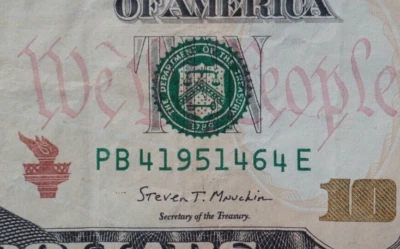 OF AMERICA
TEN
We The People
THE DEPARTMENT OF THE TREASURY
1789
PB 41951464 E
Steven T. Mnuchin
Secretary of the Treasury.
10